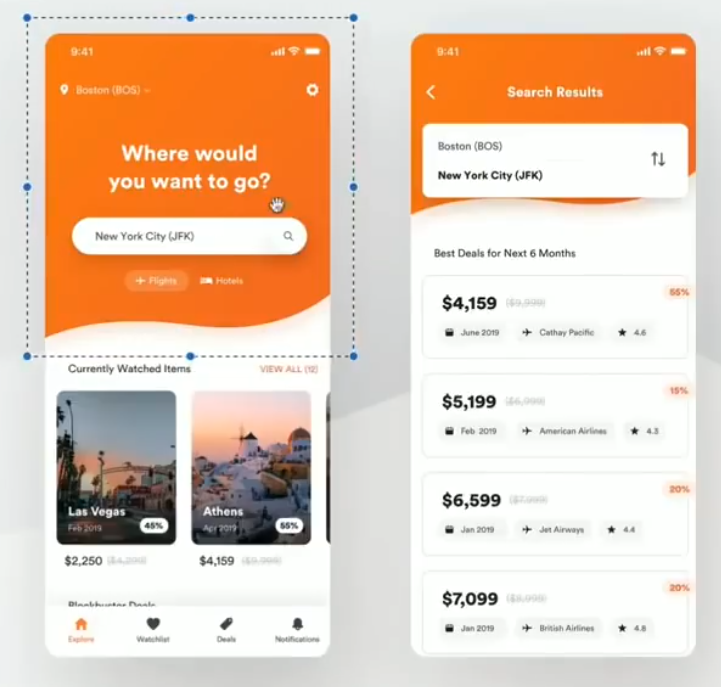 9:41
Boston (BOS)
Where would
you want to go?
New York City (JFK)
Flights
Hotels
Currently Watched Items
VIEW ALL (12)
Las Vegas
Feb 2019
45%
Athens
Apr 2019
55%
$2,250 ($4,299)
$4,159 ($9,999)
Blockbuster Deals
Explore
Watchlist
Deals
Notifications
9:41
Search Results
Boston (BOS)
New York City (JFK)
Best Deals for Next 6 Months
55%
$4,159 ($9,999)
June 2019
Cathay Pacific
4.6
15%
$5,199 ($6,999)
Feb 2019
American Airlines
4.3
20%
$6,599 ($7,999)
Jan 2019
Jet Airways
4.4
20%
$7,099 ($8,999)
Jan 2019
British Airlines
4.8